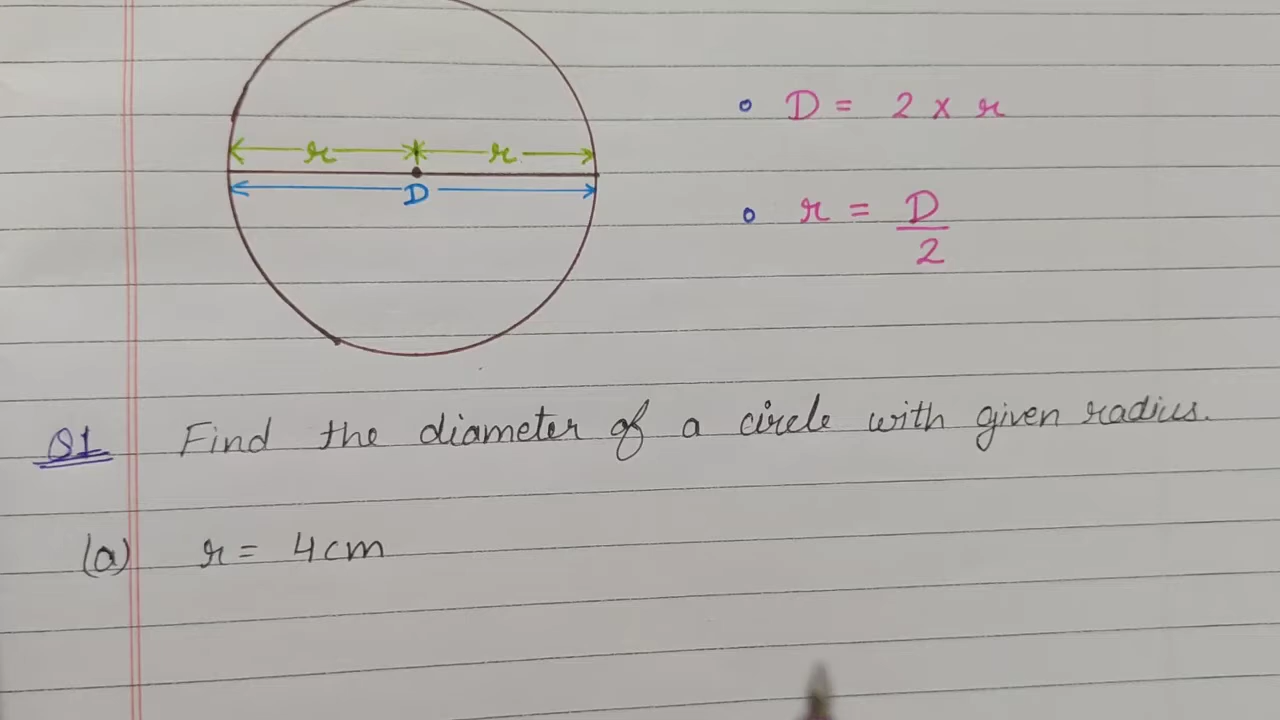 r r
D
• D = 2 × r
• r = D
2
Q1 Find the diameter of a circle with given radius.
(a) r = 4cm